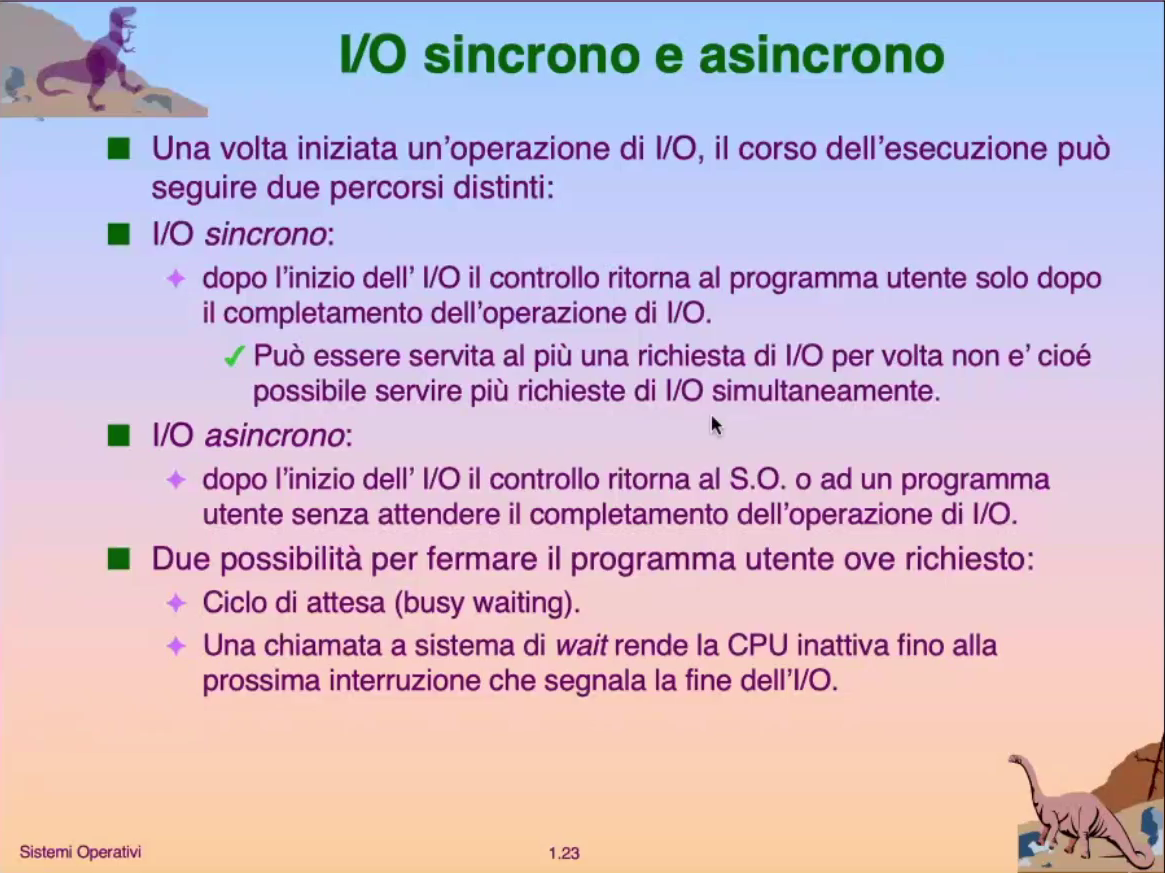 I/O sincrono e asincrono
Una volta iniziata un'operazione di I/O, il corso dell'esecuzione può
seguire due percorsi distinti:
I/O sincrono:
dopo l'inizio dell' I/O il controllo ritorna al programma utente solo dopo
il completamento dell'operazione di I/O.
Può essere servita al più una richiesta di I/O per volta non e' cioé
possibile servire più richieste di I/O simultaneamente.
I/O asincrono:
dopo l'inizio dell' I/O il controllo ritorna al S.O. o ad un programma
utente senza attendere il completamento dell'operazione di I/O.
Due possibilità per fermare il programma utente ove richiesto:
Ciclo di attesa (busy waiting).
Una chiamata a sistema di wait rende la CPU inattiva fino alla
prossima interruzione che segnala la fine dell'I/O.
Sistemi Operativi
1.23